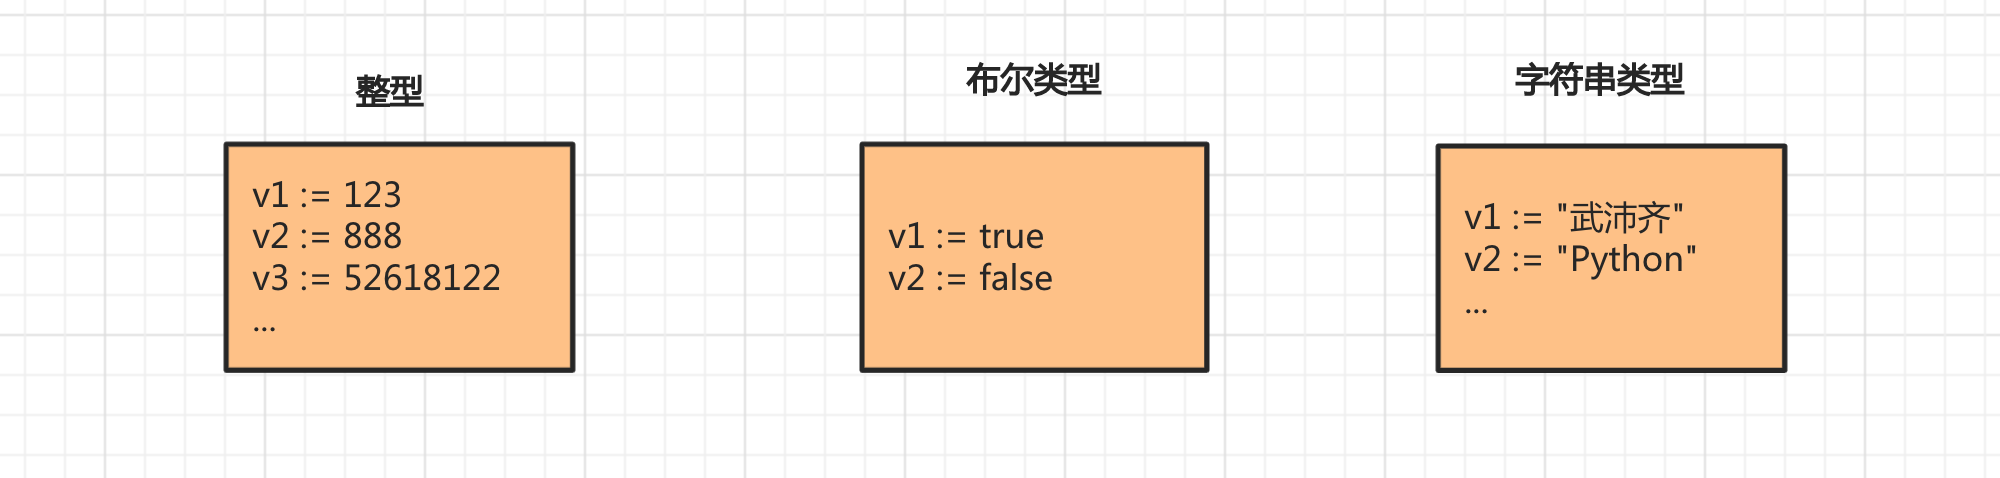 整型
v1 := 123
v2 := 888
v3 := 52618122
...
布尔类型
v1 := true
v2 := false
字符串类型
v1 := "武沛齐"
v2 := "Python"
...